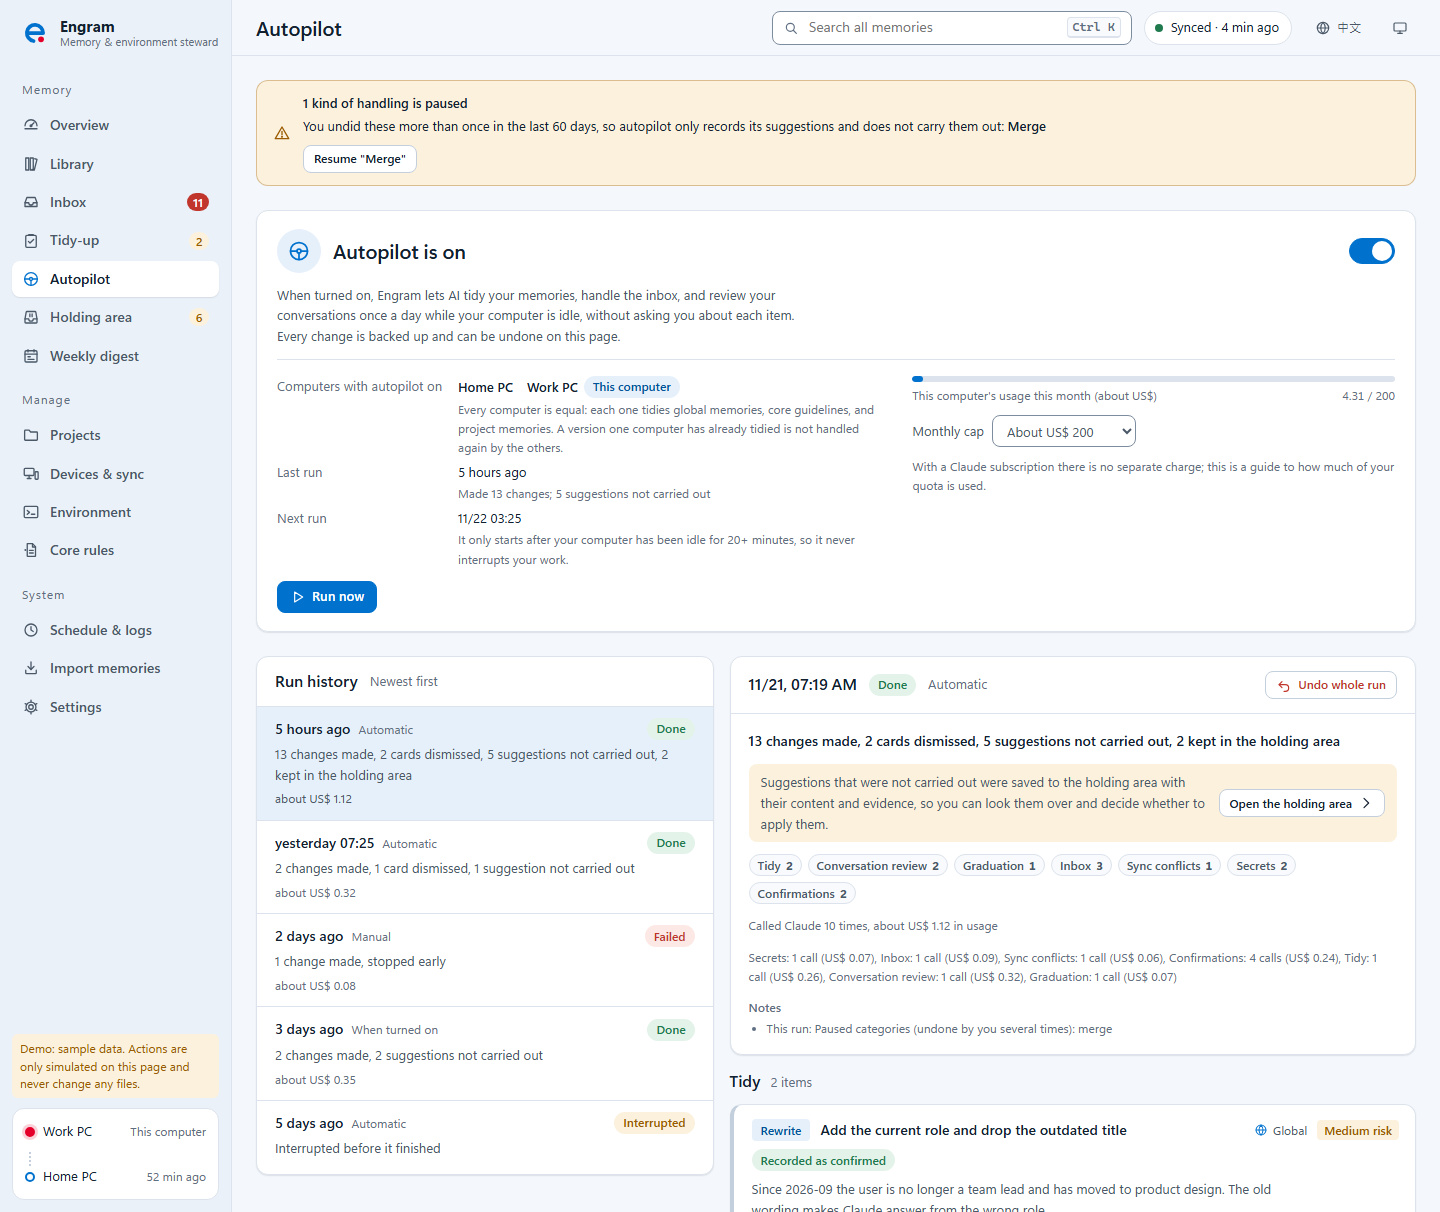 Engram
Memory & environment steward
Memory
Overview
Library
Inbox 11
Tidy-up 2
Autopilot
Holding area 6
Weekly digest
Manage
Projects
Devices & sync
Environment
Core rules
System
Schedule & logs
Import memories
Settings
Demo: sample data. Actions are
only simulated on this page and
never change any files.
Work PC This computer
Home PC 52 min ago
Autopilot
Search all memories Ctrl K
Synced · 4 min ago
中文
1 kind of handling is paused
You undid these more than once in the last 60 days, so autopilot only records its suggestions and does not carry them out: Merge
Resume "Merge"
Autopilot is on
When turned on, Engram lets AI tidy your memories, handle the inbox, and review your
conversations once a day while your computer is idle, without asking you about each item.
Every change is backed up and can be undone on this page.
Computers with autopilot on Home PC Work PC This computer
Every computer is equal: each one tidies global memories, core guidelines, and
project memories. A version one computer has already tidied is not handled
again by the others.
Last run 5 hours ago
Made 13 changes; 5 suggestions not carried out
Next run 11/22 03:25
It only starts after your computer has been idle for 20+ minutes, so it never
interrupts your work.
This computer's usage this month (about US$) 4.31 / 200
Monthly cap About US$ 200
With a Claude subscription there is no separate charge; this is a guide to how much of your
quota is used.
Run now
Run history Newest first
5 hours ago Automatic Done
13 changes made, 2 cards dismissed, 5 suggestions not carried out, 2
kept in the holding area
about US$ 1.12
yesterday 07:25 Automatic Done
2 changes made, 1 card dismissed, 1 suggestion not carried out
about US$ 0.32
2 days ago Manual Failed
1 change made, stopped early
about US$ 0.08
3 days ago When turned on Done
2 changes made, 2 suggestions not carried out
about US$ 0.35
5 days ago Automatic Interrupted
Interrupted before it finished
11/21, 07:19 AM Done Automatic Undo whole run
13 changes made, 2 cards dismissed, 5 suggestions not carried out, 2 kept in the holding area
Suggestions that were not carried out were saved to the holding area with
their content and evidence, so you can look them over and decide whether to
apply them.
Open the holding area
Tidy 2 Conversation review 2 Graduation 1 Inbox 3 Sync conflicts 1 Secrets 2
Confirmations 2
Called Claude 10 times, about US$ 1.12 in usage
Secrets: 1 call (US$ 0.07), Inbox: 1 call (US$ 0.09), Sync conflicts: 1 call (US$ 0.06), Confirmations: 4 calls (US$ 0.24), Tidy: 1
call (US$ 0.26), Conversation review: 1 call (US$ 0.32), Graduation: 1 call (US$ 0.07)
Notes
• This run: Paused categories (undone by you several times): merge
Tidy 2 items
Rewrite Add the current role and drop the outdated title Global Medium risk
Recorded as confirmed
Since 2026-09 the user is no longer a team lead and has moved to product design. The old
wording makes Claude answer from the wrong role